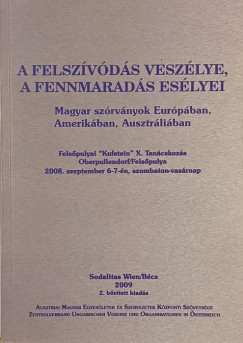 A FELSZÍVÓDÁS VESZÉLYE,
A FENNMARADÁS ESÉLYEI
Magyar szórványok Európában,
Amerikában, Ausztráliában
Felsőpulyai "Kufstein" X. Tanácskozás
Oberpullendorf/Felsőpulya
2008. szeptember 6-7-én, szombaton-vasárnap
Sodalitas Wien/Bécs
2009
2. bővített kiadás
AUSZTRIAI MAGYAR EGYESÜLETEK ÉS SZERVEZETEK KÖZPONTI SZÖVETSÉGE
ZENTRALVERBAND UNGARISCHER VEREINE UND ORGANISATIONEN IN ÖSTERREICH